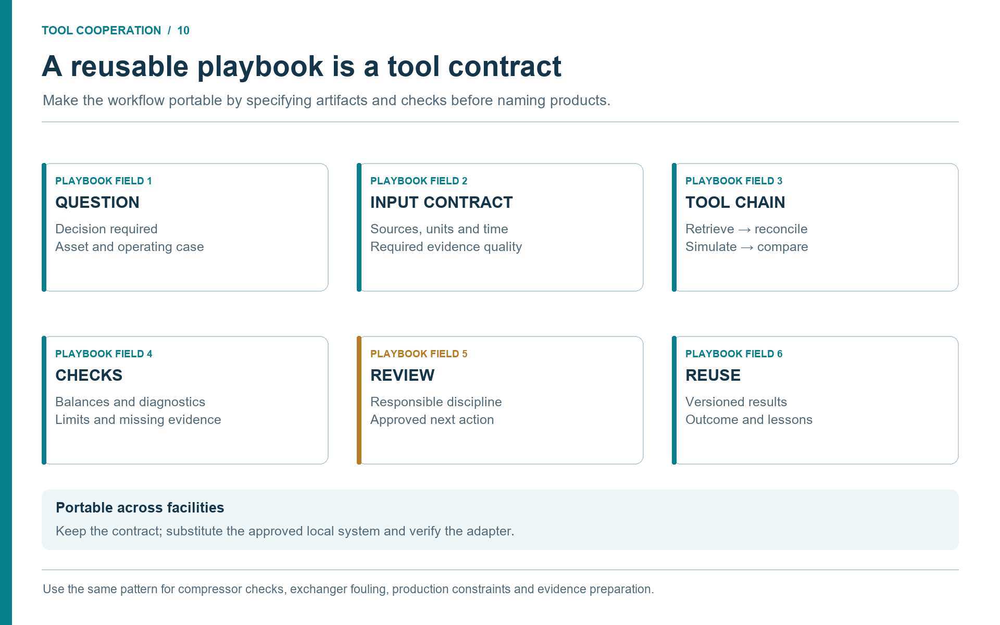 TOOL COOPERATION / 10
A reusable playbook is a tool contract
Make the workflow portable by specifying artifacts and checks before naming products.
PLAYBOOK FIELD 1
QUESTION
Decision required
Asset and operating case
PLAYBOOK FIELD 2
INPUT CONTRACT
Sources, units and time
Required evidence quality
PLAYBOOK FIELD 3
TOOL CHAIN
Retrieve → reconcile
Simulate → compare
PLAYBOOK FIELD 4
CHECKS
Balances and diagnostics
Limits and missing evidence
PLAYBOOK FIELD 5
REVIEW
Responsible discipline
Approved next action
PLAYBOOK FIELD 6
REUSE
Versioned results
Outcome and lessons
Portable across facilities
Keep the contract; substitute the approved local system and verify the adapter.
Use the same pattern for compressor checks, exchanger fouling, production constraints and evidence preparation.